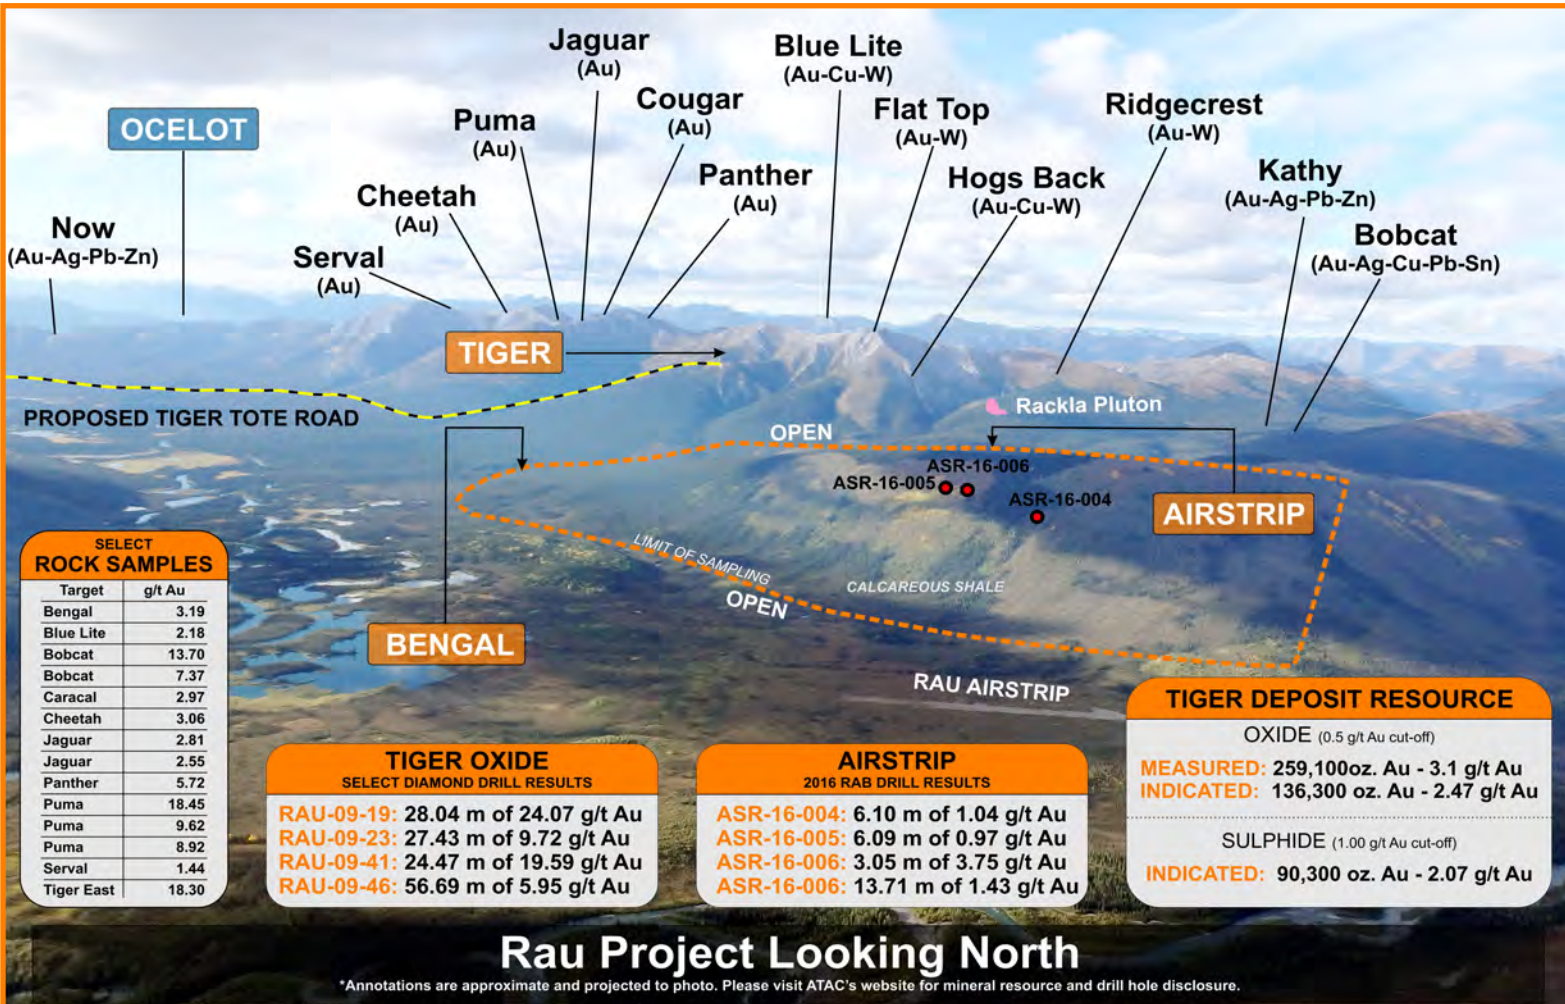 Jaguar
(Au)
Blue Lite
(Au-Cu-W)
OCELOT
Puma
(Au)
Cougar
(Au)
Flat Top
(Au-W)
Ridgecrest
(Au-W)
Cheetah
(Au)
Panther
(Au)
Hogs Back
(Au-Cu-W)
Kathy
(Au-Ag-Pb-Zn)
Now
(Au-Ag-Pb-Zn)
Serval
(Au)
Bobcat
(Au-Ag-Cu-Pb-Sn)
TIGER
PROPOSED TIGER TOTE ROAD
Rackla Pluton
OPEN
ASR-16-006
ASR-16-005
ASR-16-004
AIRSTRIP
LIMIT OF SAMPLING
CALCAREOUS SHALE
OPEN
BENGAL
RAU AIRSTRIP
SELECT
ROCK SAMPLES
Target g/t Au
Bengal 3.19
Blue Lite 2.18
Bobcat 13.70
Bobcat 7.37
Caracal 2.97
Cheetah 3.06
Jaguar 2.81
Jaguar 2.55
Panther 5.72
Puma 18.45
Puma 9.62
Puma 8.92
Serval 1.44
Tiger East 18.30
TIGER OXIDE
SELECT DIAMOND DRILL RESULTS
RAU-09-19: 28.04 m of 24.07 g/t Au
RAU-09-23: 27.43 m of 9.72 g/t Au
RAU-09-41: 24.47 m of 19.59 g/t Au
RAU-09-46: 56.69 m of 5.95 g/t Au
AIRSTRIP
2016 RAB DRILL RESULTS
ASR-16-004: 6.10 m of 1.04 g/t Au
ASR-16-005: 6.09 m of 0.97 g/t Au
ASR-16-006: 3.05 m of 3.75 g/t Au
ASR-16-006: 13.71 m of 1.43 g/t Au
TIGER DEPOSIT RESOURCE
OXIDE (0.5 g/t Au cut-off)
MEASURED: 259,100oz. Au - 3.1 g/t Au
INDICATED: 136,300 oz. Au - 2.47 g/t Au
SULPHIDE (1.00 g/t Au cut-off)
INDICATED: 90,300 oz. Au - 2.07 g/t Au
Rau Project Looking North
*Annotations are approximate and projected to photo. Please visit ATAC's website for mineral resource and drill hole disclosure.